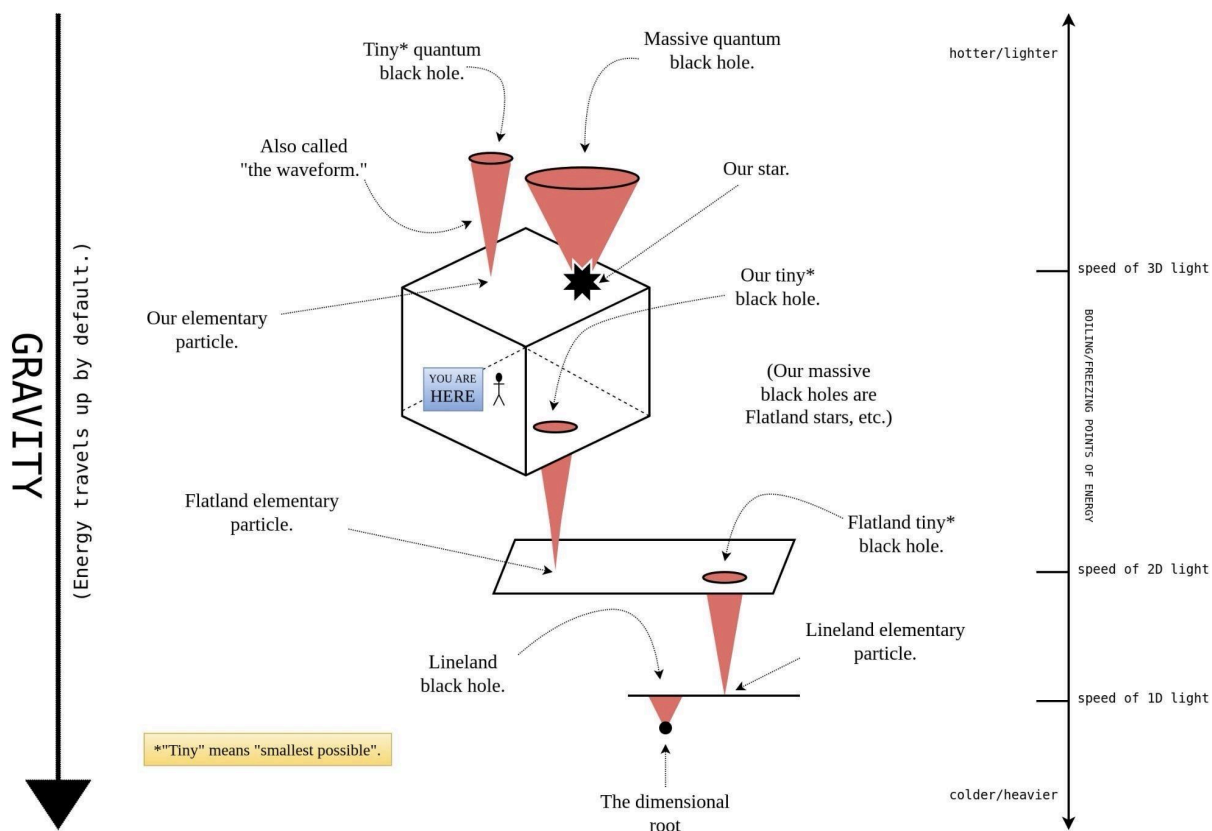 GRAVITY
(Energy travels up by default.)
Tiny* quantum
black hole.
Massive quantum
black hole.
hotter/lighter
Also called
"the waveform."
Our star.
speed of 3D light
Our tiny*
black hole.
Our elementary
particle.
BOILING/FREEZING POINTS OF ENERGY
YOU ARE
HERE
(Our massive
black holes are
Flatland stars, etc.)
Flatland elementary
particle.
Flatland tiny*
black hole.
speed of 2D light
Lineland
black hole.
Lineland elementary
particle.
speed of 1D light
*"Tiny" means "smallest possible".
The dimensional
root
colder/heavier